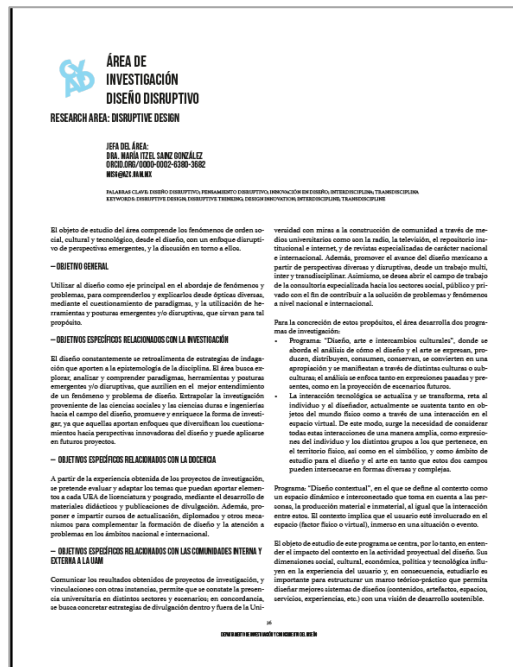 CYAD
ÁREA DE
INVESTIGACIÓN
DISEÑO DISRUPTIVO
RESEARCH AREA: DISRUPTIVE DESIGN
JEFA DEL ÁREA:
DRA. MARÍA ITZEL SAINZ GONZÁLEZ
ORCID.ORG/0000-0002-6380-3682
MISG@AZC.UAM.MX
PALABRAS CLAVE: DISEÑO DISRUPTIVO; PENSAMIENTO DISRUPTIVO; INNOVACIÓN EN DISEÑO, INTERDISCIPLINA; TRANSDISCIPLINA
KEYWORDS: DISRUPTIVE DESIGN; DISRUPTIVE THINKING; DESIGN INNOVATION; INTERDISCIPLINE; TRANSDISCIPLINE
El objeto de estudio del área comprende los fenómenos de orden so-
cial, cultural y tecnológico, desde el diseño, con un enfoque disrupti-
vo de perspectivas emergentes, y la discusión en torno a ellos.
— OBJETIVO GENERAL
Utilizar al diseño como eje principal en el abordaje de fenómenos y
problemas, para comprenderlos y explicarlos desde ópticas diversas,
mediante el cuestionamiento de paradigmas, y la utilización de he-
rramientas y posturas emergentes y/o disruptivas, que sirvan para tal
propósito.
— OBJETIVOS ESPECÍFICOS RELACIONADOS CON LA INVESTIGACIÓN
El diseño constantemente se retroalimenta de estrategias de indaga-
ción que aporten a la epistemología de la disciplina. El área busca ex-
plorar, analizar y comprender paradigmas, herramientas y posturas
emergentes y/o disruptivas, que auxilien en el mejor entendimiento
de un fenómeno y problema de diseño. Extrapolar la investigación
proveniente de las ciencias sociales y las ciencias duras e ingenierías
hacia el campo del diseño, promueve y enriquece la forma de investi-
gar, ya que aquellas aportan enfoques que diversifican los cuestiona-
mientos hacia perspectivas innovadoras del diseño y puede aplicarse
en futuros proyectos.
— OBJETIVOS ESPECÍFICOS RELACIONADOS CON LA DOCENCIA
A partir de la experiencia obtenida de los proyectos de investigación,
se pretende evaluar y adaptar los temas que puedan aportar elemen-
tos a cada UEA de licenciatura y posgrado, mediante el desarrollo de
materiales didácticos y publicaciones de divulgación. Además, pro-
poner e impartir cursos de actualización, diplomados y otros meca-
nismos para complementar la formación de diseño y la atención a
problemas en los ámbitos nacional e internacional.
— OBJETIVOS ESPECÍFICOS RELACIONADOS CON LAS COMUNIDADES INTERNA Y
EXTERNA A LA UAM
Comunicar los resultados obtenidos de proyectos de investigación, y
vinculaciones con otras instancias, permite que se constate la presen-
cia universitaria en distintos sectores y escenarios; en concordancia,
se busca concretar estrategias de divulgación dentro y fuera de la Uni-
versidad con miras a la construcción de comunidad a través de me-
dios universitarios como son la radio, la televisión, el repositorio ins-
titucional e internet, y de revistas especializadas de carácter nacional
e internacional. Además, promover el avance del diseño mexicano a
partir de perspectivas diversas y disruptivas, desde un trabajo multi,
inter y transdisciplinar. Asimismo, se desea abrir el campo de trabajo
de la consultoría especializada hacia los sectores social, público y pri-
vado con el fin de contribuir a la solución de problemas y fenómenos
a nivel nacional e internacional.
Para la concreción de estos propósitos, el área desarrolla dos progra-
mas de investigación:
• Programa: "Diseño, arte e intercambios culturales", donde se
aborda el análisis de cómo el diseño y el arte se expresan, pro-
ducen, distribuyen, consumen, conservan, se convierten en una
apropiación y se manifiestan a través de distintas culturas o sub-
culturas; el análisis se enfoca tanto en expresiones pasadas y pre-
sentes, como en la proyección de escenarios futuros.
• La interacción tecnológica se actualiza y se transforma, reta al
individuo y al diseñador, actualmente se sustenta tanto en ob-
jetos del mundo físico como a través de una interacción en el
espacio virtual. De este modo, surge la necesidad de considerar
todas estas interacciones de una manera amplia, como expresio-
nes del individuo y los distintos grupos a los que pertenece, en
el territorio físico, así como en el simbólico, y como ámbito de
estudio para el diseño y el arte en tanto que estos dos campos
pueden intersecarse en formas diversas y complejas.
Programa: "Diseño contextual", en el que se define al contexto como
un espacio dinámico e interconectado que toma en cuenta a las per-
sonas, la producción material e inmaterial, al igual que la interacción
entre estos. El contexto implica que el usuario esté involucrado en el
espacio (factor físico o virtual), inmerso en una situación o evento.
El objeto de estudio de este programa se centra, por lo tanto, en enten-
der el impacto del contexto en la actividad proyectual del diseño. Sus
dimensiones social, cultural, económica, política y tecnológica influ-
yen en la experiencia del usuario y, en consecuencia, estudiarlo es
importante para estructurar un marco teórico-práctico que permita
diseñar mejores sistemas de diseño (contenidos, artefactos, espacios,
servicios, experiencias, etc.) con una visión de desarrollo sostenible.
DEPARTAMENTO DE INVESTIGACIÓN Y CONOCIMIENTO DEL DISEÑO